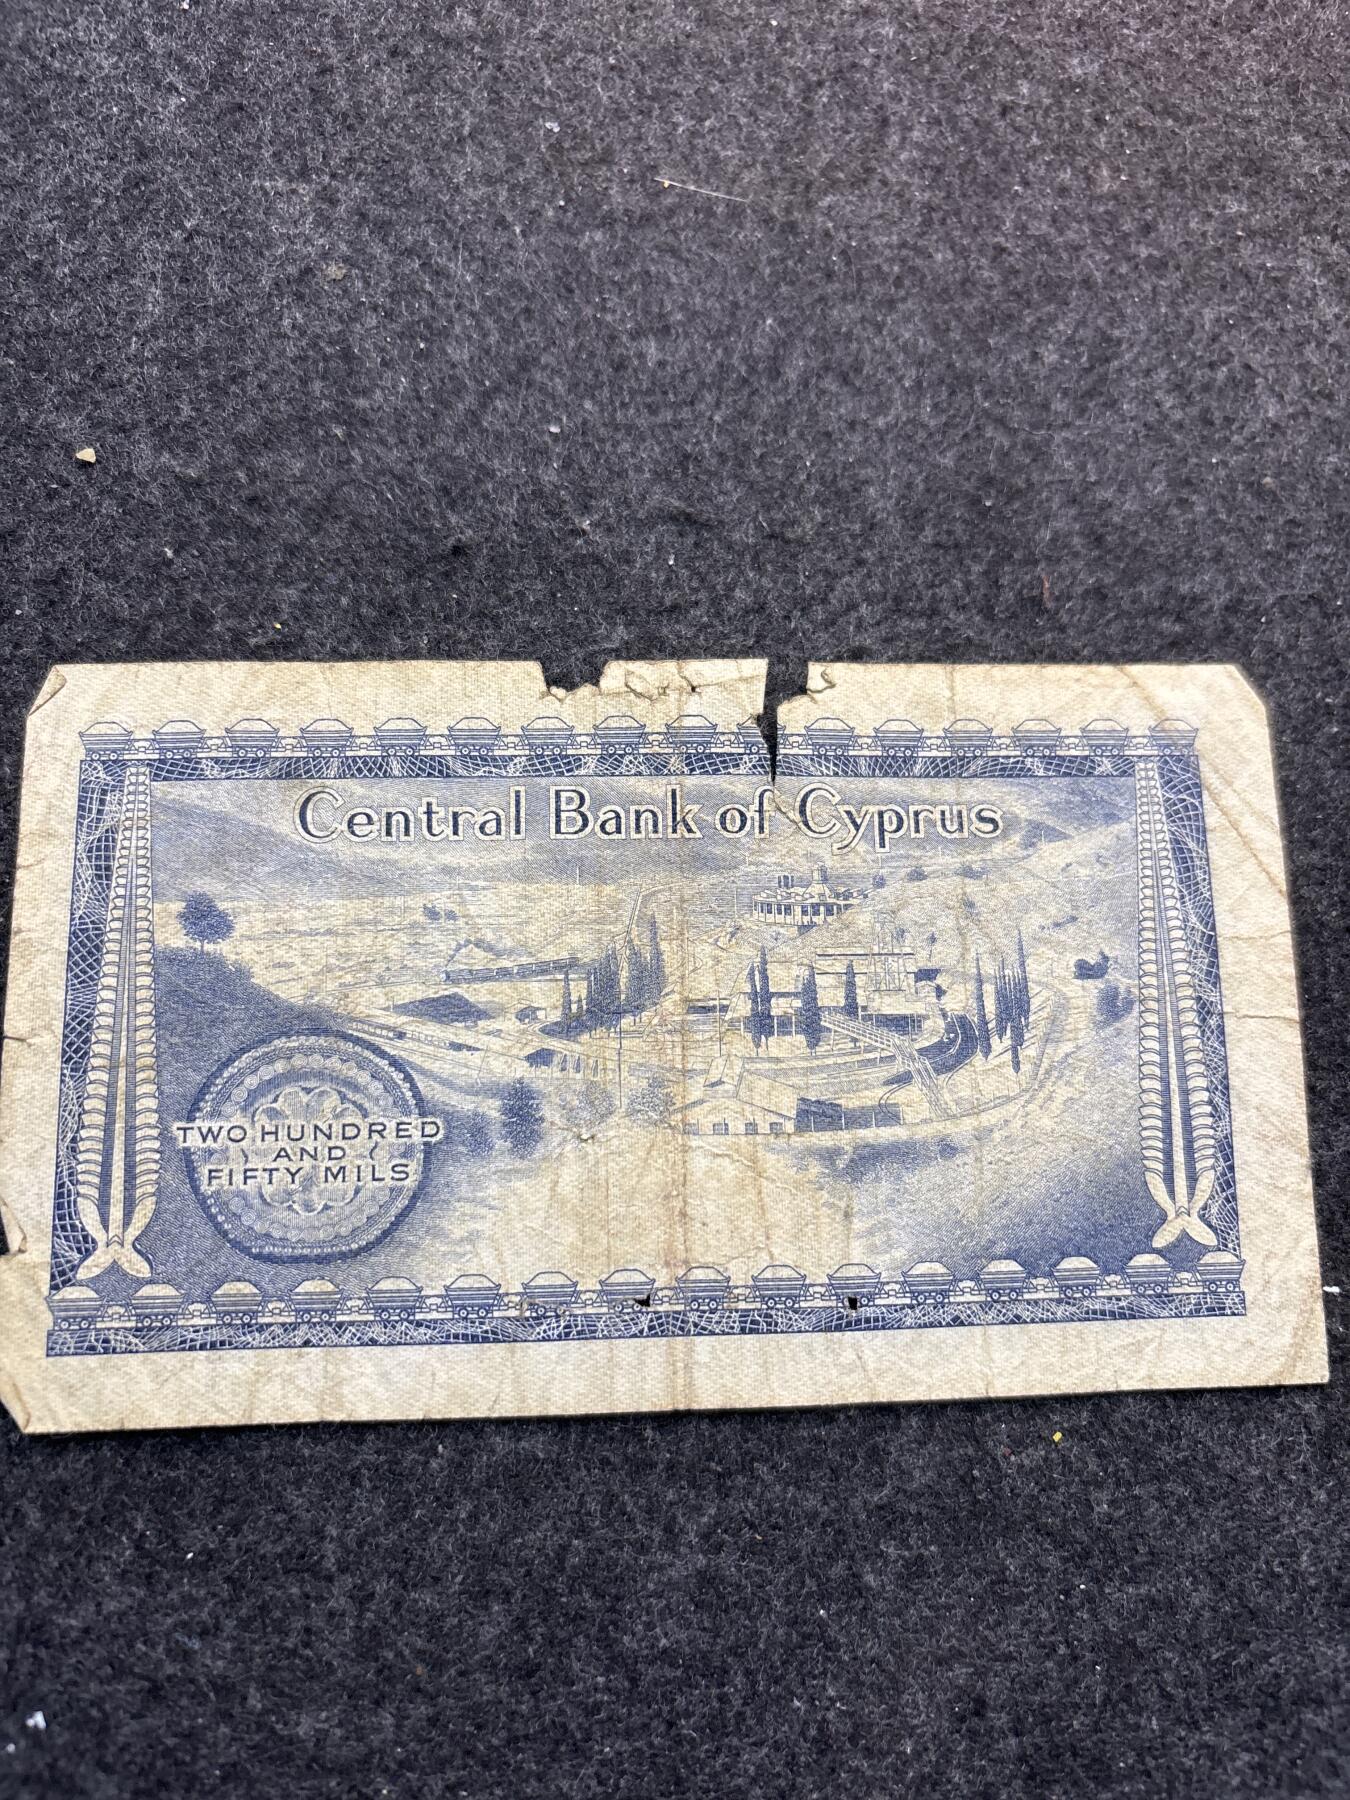 Central Bank of Cyprus
TWO HUNDRED
AND
FIFTY MILS